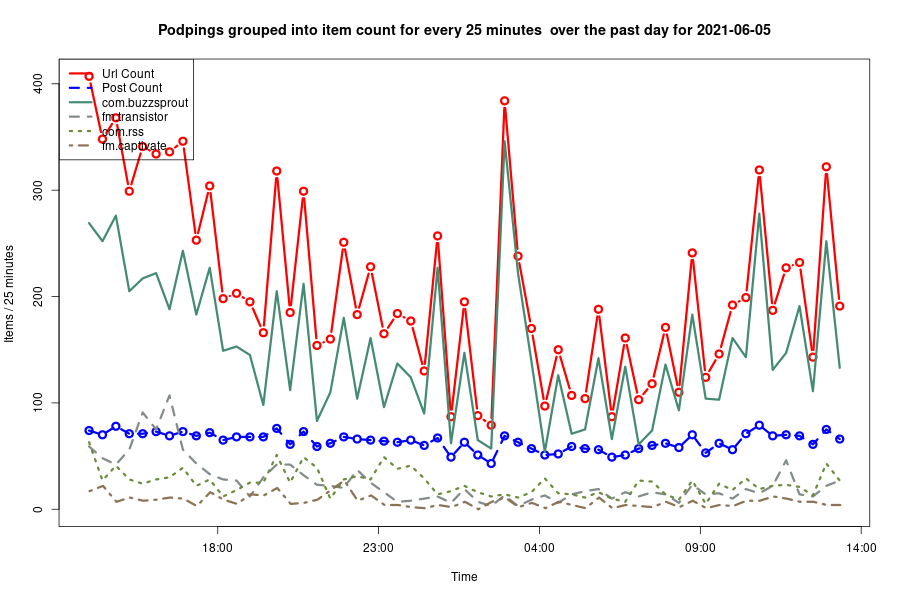 Podpings grouped into item count for every 25 minutes  over the past day for 2021-06-05
Url Count
Post Count
com.buzzsprout
fm.transistor
com.rss
fm.captivate
Items / 25 minutes
400
300
200
100
0
18:00
23:00
04:00
09:00
14:00
Time